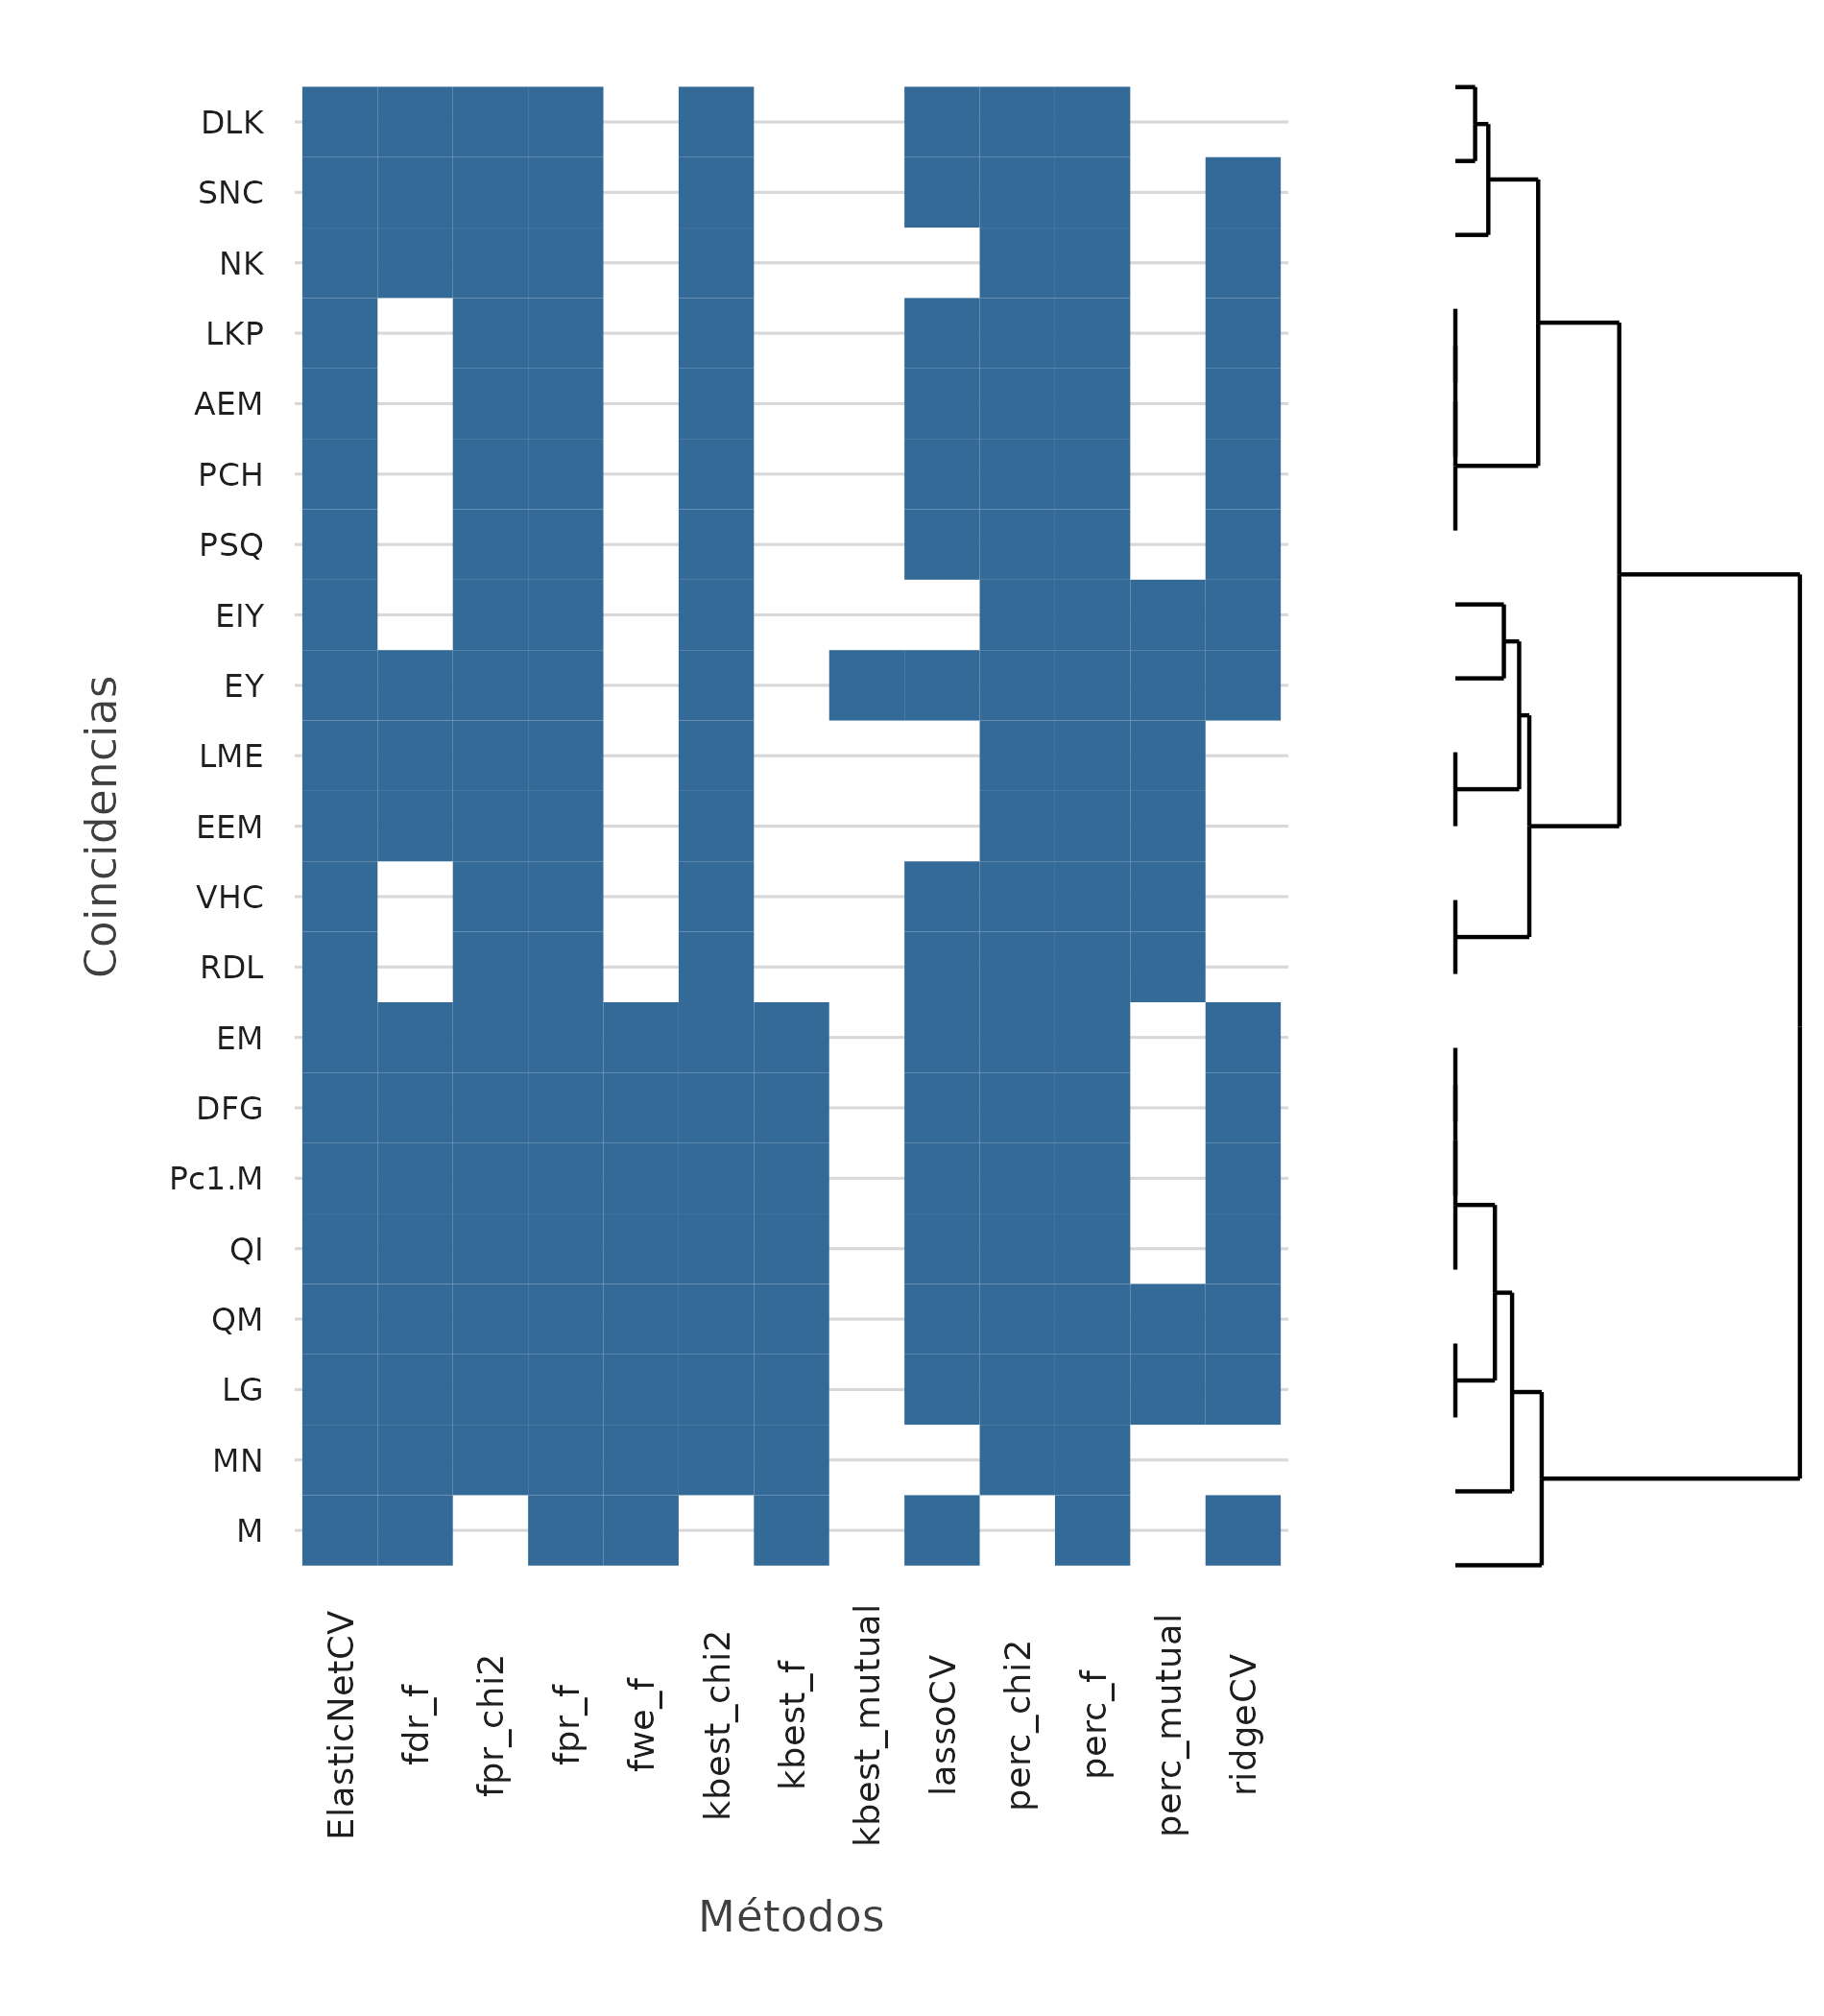 DLK
SNC
NK
LKP
AEM
PCH
PSQ
EIY
EY
LME
EEM
VHC
RDL
EM
DFG
Pc1.M
QI
QM
LG
MN
M
Coincidencias
ElasticNetCV
fdr_f
fpr_chi2
fpr_f
fwe_f
kbest_chi2
kbest_f
kbest_mutual
lassoCV
perc_chi2
perc_f
perc_mutual
ridgeCV
Métodos